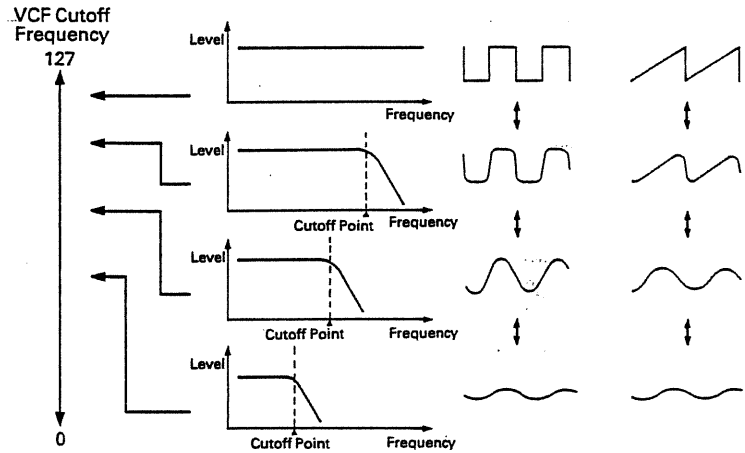 VCF Cutoff
Frequency
127
0
Level
Frequency
Level
Cutoff Point
Frequency
Level
Cutoff Point
Frequency
Level
Cutoff Point
Frequency